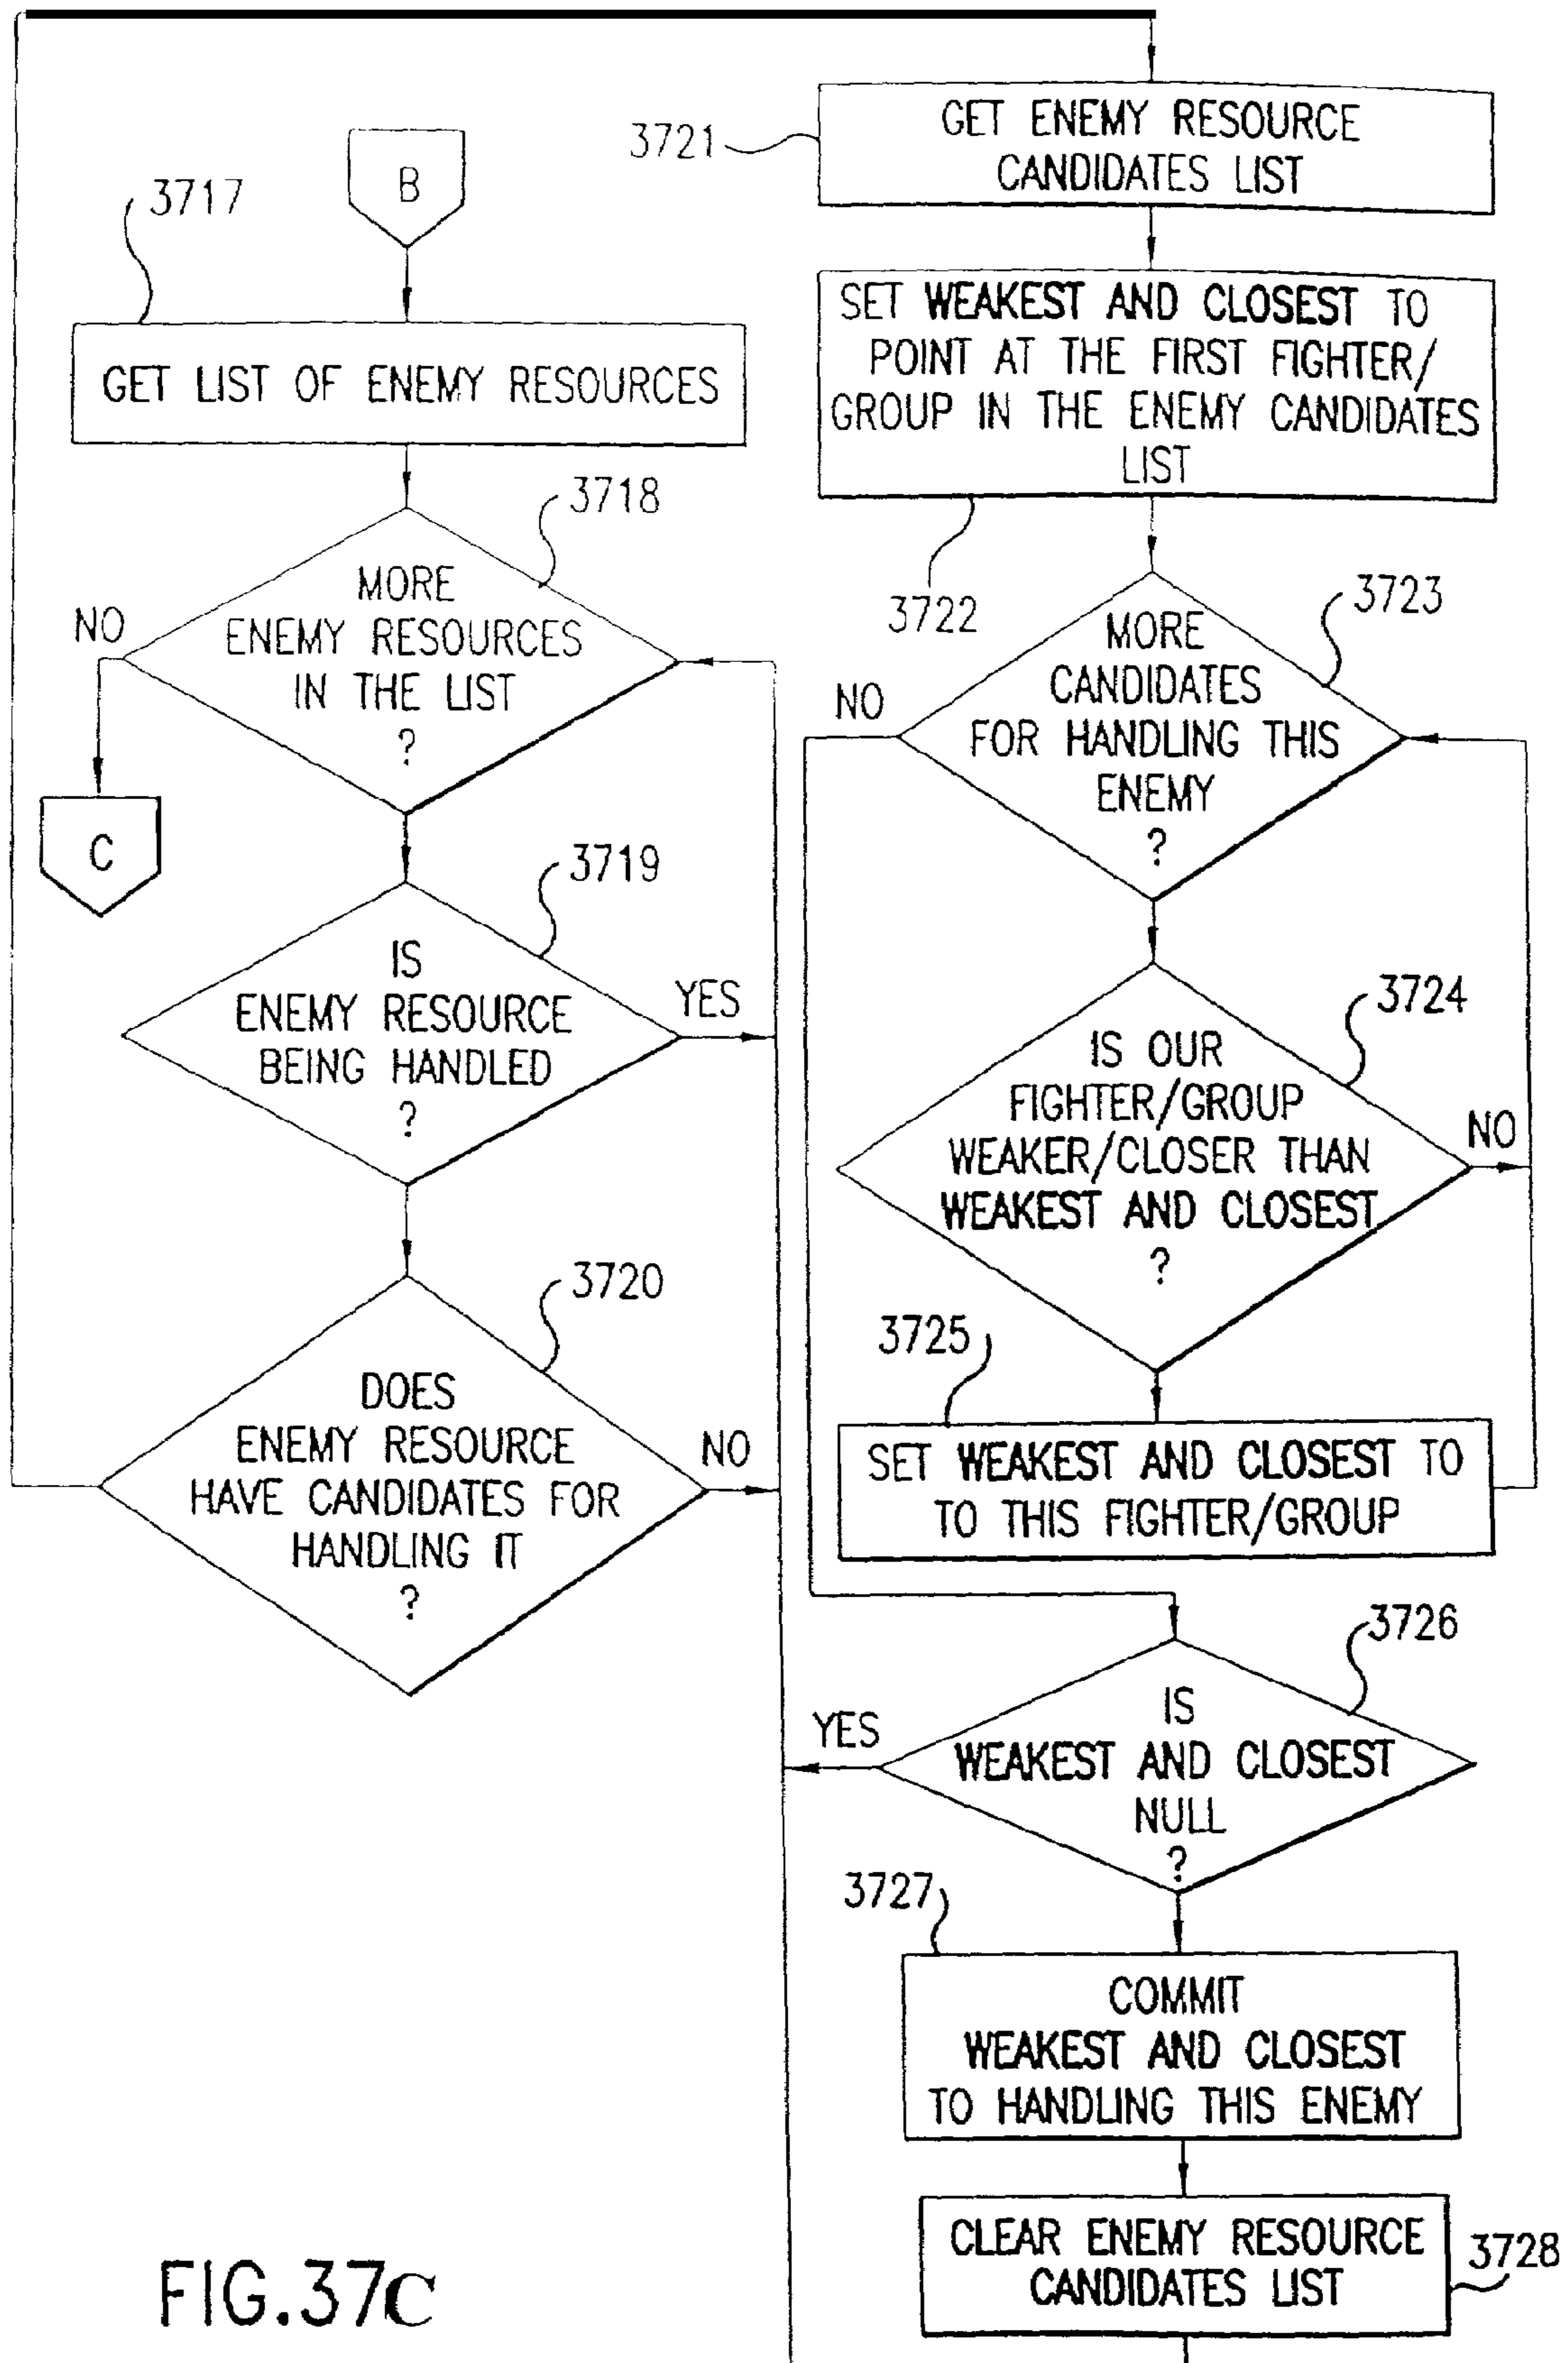 B
3717
GET LIST OF ENEMY RESOURCES
3718
MORE
ENEMY RESOURCES
IN THE LIST
?
NO
C
3719
IS
ENEMY RESOURCE
BEING HANDLED
?
YES
3720
DOES
ENEMY RESOURCE
HAVE CANDIDATES FOR
HANDLING IT
?
NO
3721
GET ENEMY RESOURCE
CANDIDATES LIST
SET WEAKEST AND CLOSEST TO
POINT AT THE FIRST FIGHTER/
GROUP IN THE ENEMY CANDIDATES
LIST
3722
3723
MORE
CANDIDATES
FOR HANDLING THIS
ENEMY
?
NO
3724
IS OUR
FIGHTER/GROUP
WEAKER/CLOSER THAN
WEAKEST AND CLOSEST
?
NO
3725
SET WEAKEST AND CLOSEST TO
TO THIS FIGHTER/GROUP
3726
IS
WEAKEST AND CLOSEST
NULL
?
YES
3727
COMMIT
WEAKEST AND CLOSEST
TO HANDLING THIS ENEMY
CLEAR ENEMY RESOURCE
CANDIDATES LIST
3728
FIG.37C